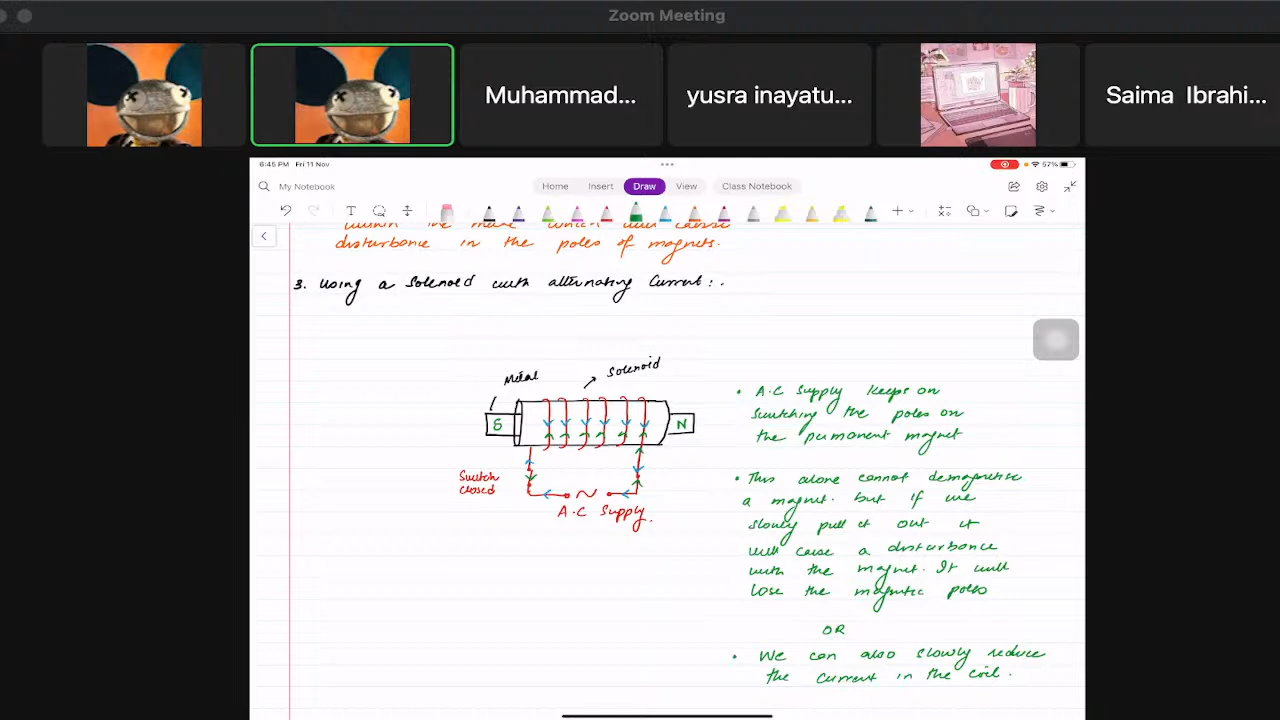 Zoom Meeting
Muhammad...
yusra inayatu...
Saima Ibrahi...
6:45 PM Fri 11 Nov
57%
My Notebook
Home
Insert
Draw
View
Class Notebook
T
which will cause
disturbance in the poles of magnets.
3. Using a Solenoid with alternating Current:.
Metal
Solenoid
S
N
Switch
closed
A.C Supply.
• A.C Supply keeps on
switching the poles on
the permanent magnet
• This alone cannot demagnetise
a magnet. but if we
slowly pull it out it
will cause a disturbance
with the magnet. It will
lose the magnetic poles
OR
• We can also slowly reduce
the current in the coil.